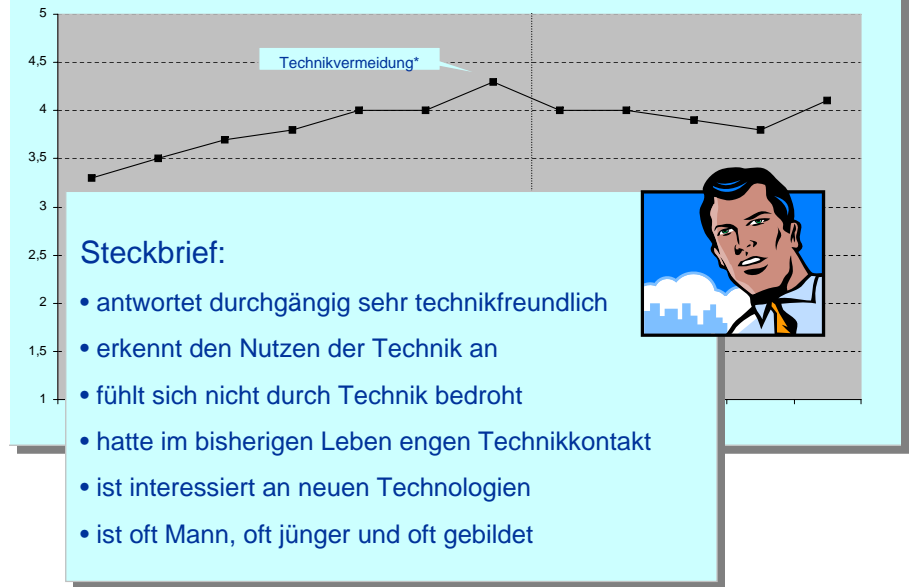 5
4,5
Technikvermeidung*
4
3,5
3
2,5
2
1,5
1
Steckbrief:
• antwortet durchgängig sehr technikfreundlich
• erkennt den Nutzen der Technik an
• fühlt sich nicht durch Technik bedroht
• hatte im bisherigen Leben engen Technikkontakt
• ist interessiert an neuen Technologien
• ist oft Mann, oft jünger und oft gebildet